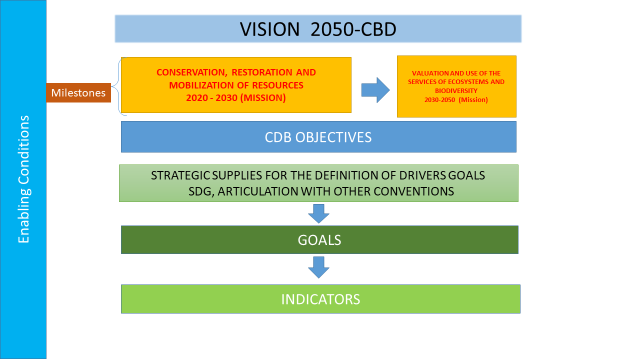 VISION 2050-CBD
CONSERVATION, RESTORATION AND
MOBILIZATION OF RESOURCES
2020 - 2030 (MISSION)
VALUATION AND USE OF THE
SERVICES OF ECOSYSTEMS AND
BIODIVERSITY
2030-2050 (Mission)
Milestones
CDB OBJECTIVES
STRATEGIC SUPPLIES FOR THE DEFINITION OF DRIVERS GOALS
SDG, ARTICULATION WITH OTHER CONVENTIONS
GOALS
INDICATORS
Enabling Conditions